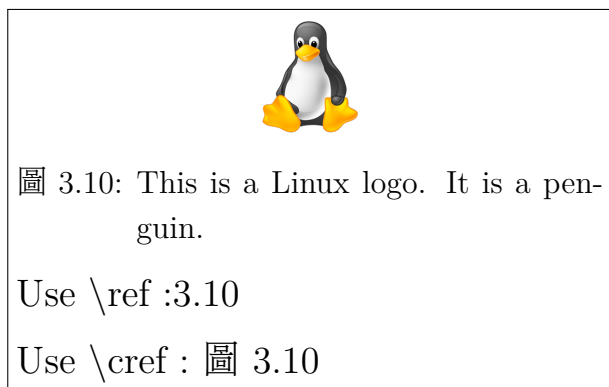 圖 3.10: This is a Linux logo. It is a pen-
guin.
Use \ref :3.10
Use \cref : 圖 3.10